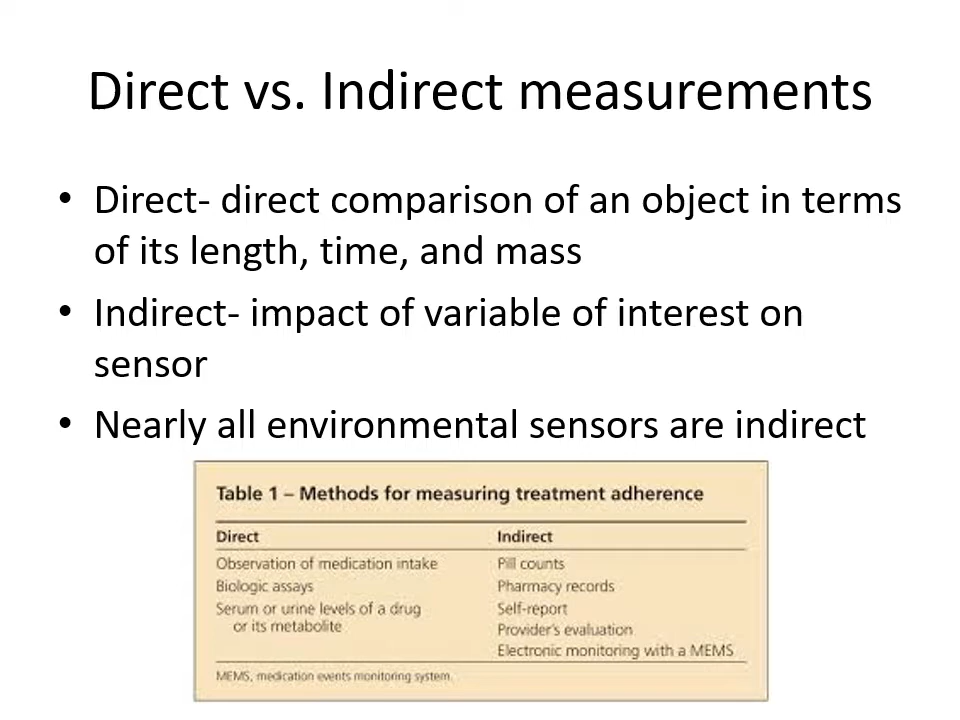 Direct vs. Indirect measurements
• Direct- direct comparison of an object in terms
of its length, time, and mass
• Indirect- impact of variable of interest on
sensor
• Nearly all environmental sensors are indirect
Table 1 – Methods for measuring treatment adherence
Direct Indirect
Observation of medication intake Pill counts
Biologic assays Pharmacy records
Serum or urine levels of a drug Self-report
or its metabolite Provider's evaluation
Electronic monitoring with a MEMS
MEMS, medication events monitoring system.